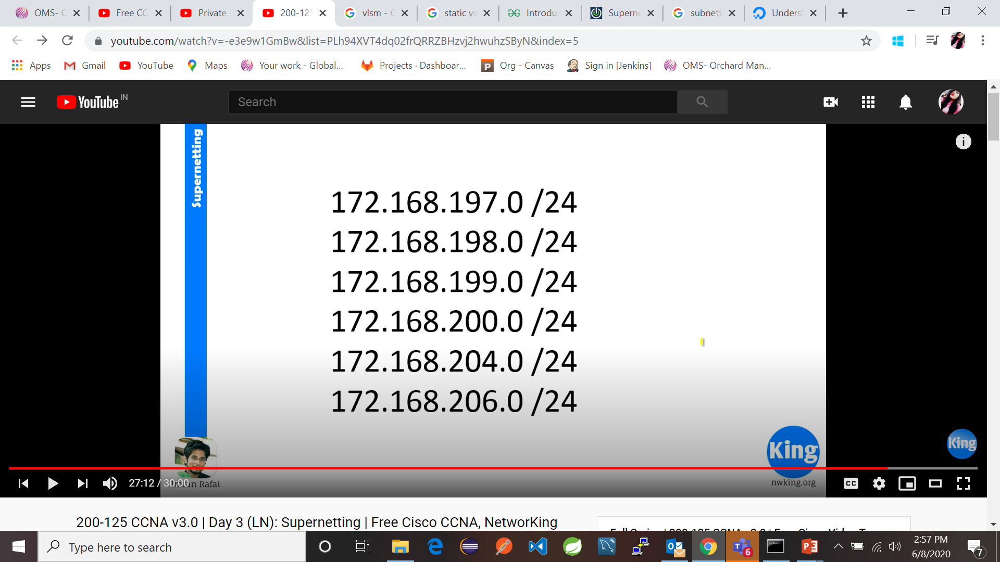 OMS- C
Free CC
Private
200-125
vlsm - G
static vs
Introdu
Superne
subnett
Underst
youtube.com/watch?v=-e3e9w1GmBw&list=PLh94XVT4dq02frQRRZBHzvj2hwuhzSByN&index=5
Apps
Gmail
YouTube
Maps
Your work - Global...
Projects · Dashboar...
Org - Canvas
Sign in [Jenkins]
OMS- Orchard Man...
YouTube IN
Search
Supernetting
172.168.197.0 /24
172.168.198.0 /24
172.168.199.0 /24
172.168.200.0 /24
172.168.204.0 /24
172.168.206.0 /24
King
nwking.org
King
27:12 / 30:00
Rafai
CC
200-125 CCNA v3.0 | Day 3 (LN): Supernetting | Free Cisco CCNA, NetworKing
Type here to search
6
2:57 PM
6/8/2020
7